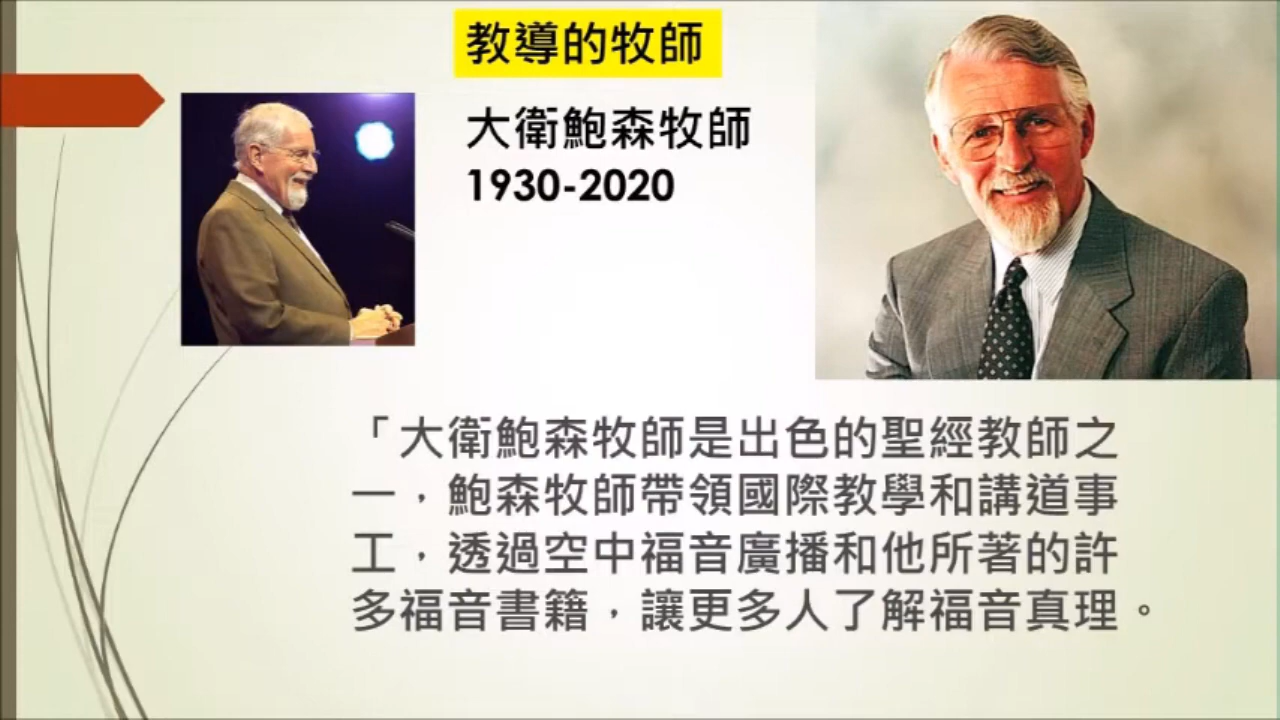 教導的牧師
大衛鮑森牧師
1930-2020
「大衛鮑森牧師是出色的聖經教師之
一，鮑森牧師帶領國際教學和講道事
工，透過空中福音廣播和他所著的許
多福音書籍，讓更多人了解福音真理。